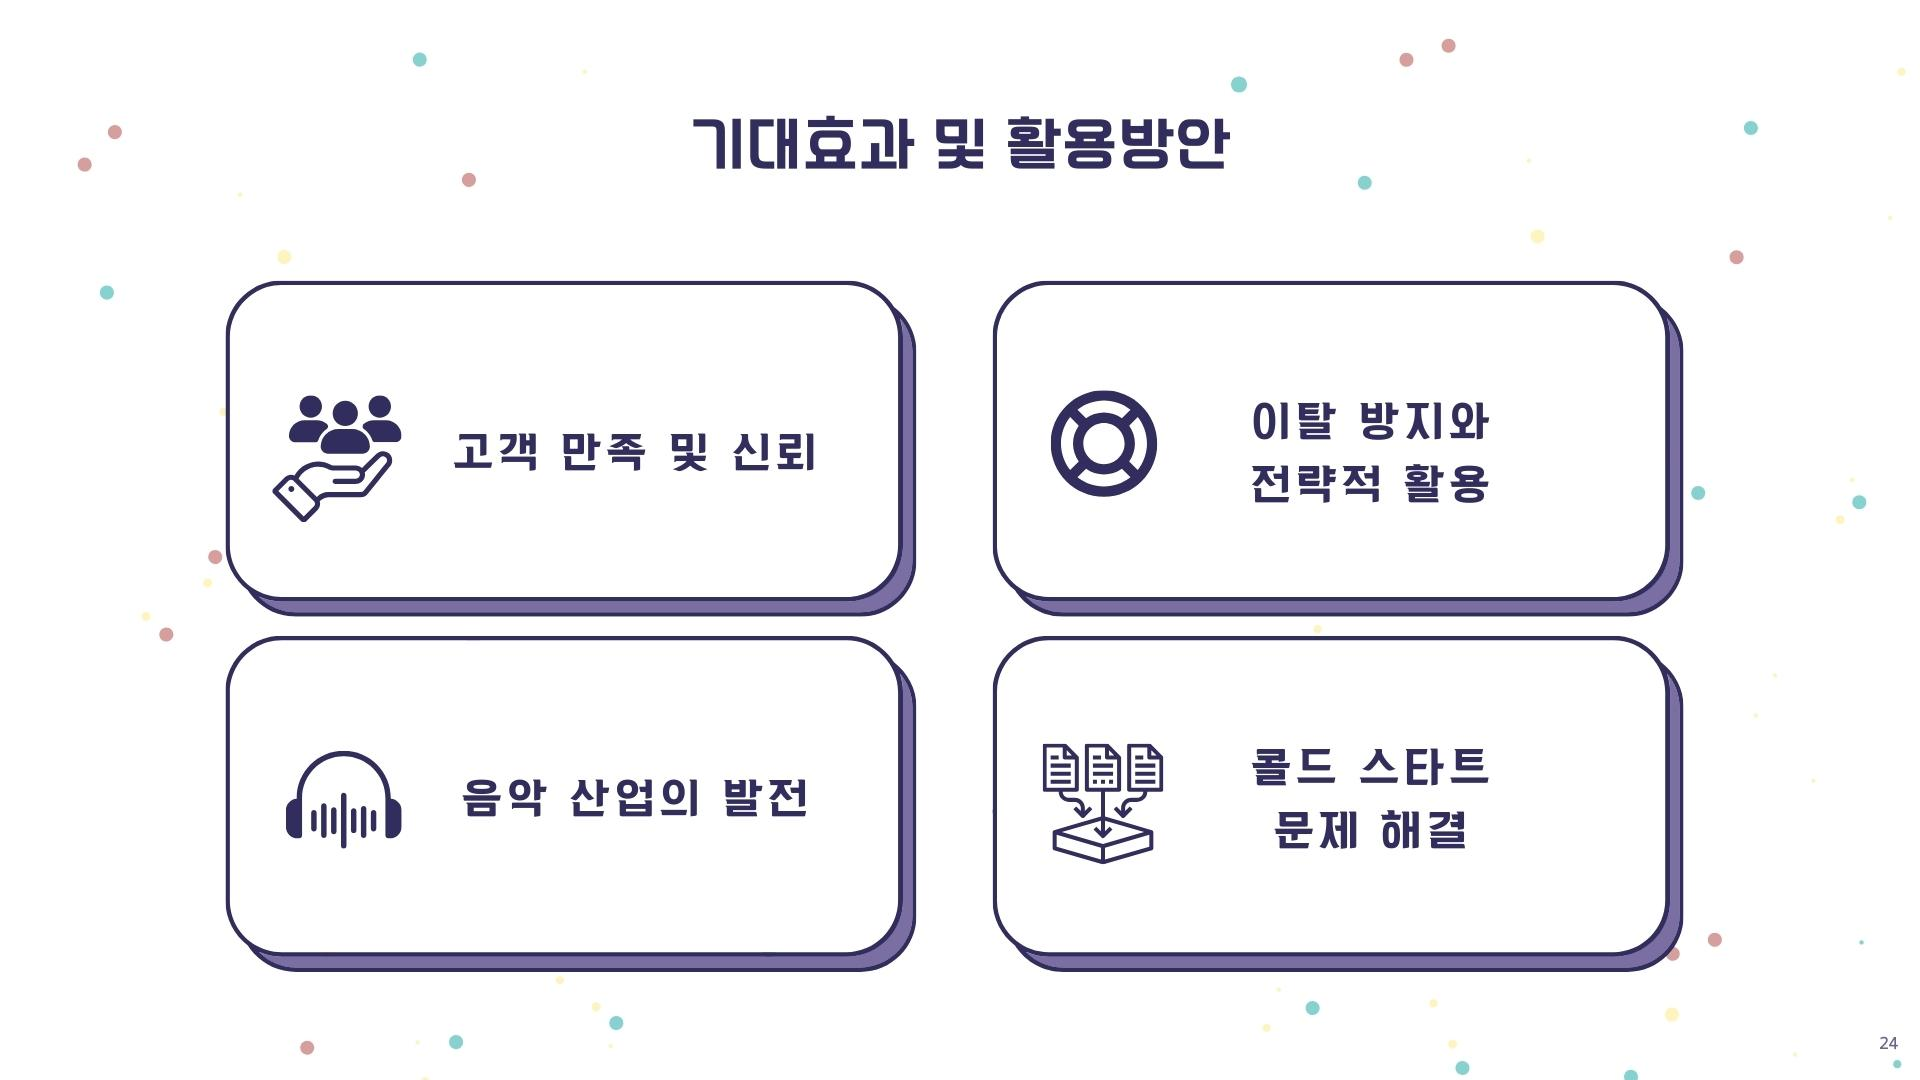 기대효과 및 활용방안
고객 만족 및 신뢰
이탈 방지와
전략적 활용
음악 산업의 발전
콜드 스타트
문제 해결
24